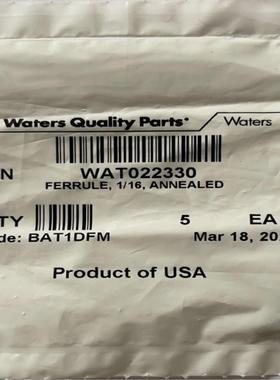 Waters Quality Parts® Waters
N WAT022330
FERRULE, 1/16, ANNEALED
TY 5 EA
de: BAT1DFM Mar 18, 20
Product of USA